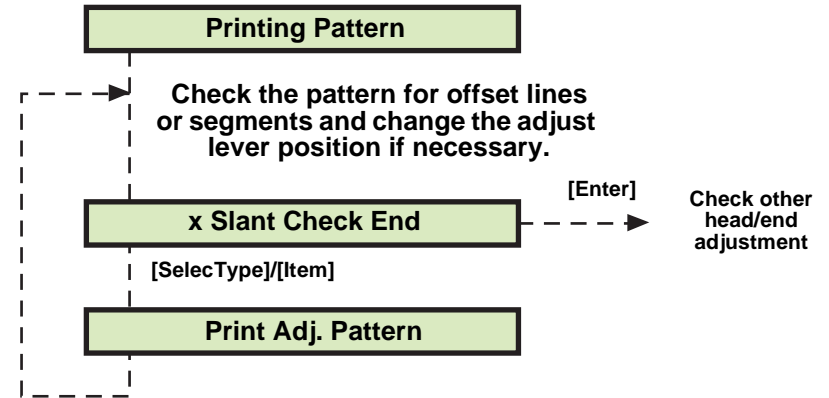 Printing Pattern
Check the pattern for offset lines
or segments and change the adjust
lever position if necessary.
[Enter]
x Slant Check End
Check other
head/end
adjustment
[SelecType]/[Item]
Print Adj. Pattern